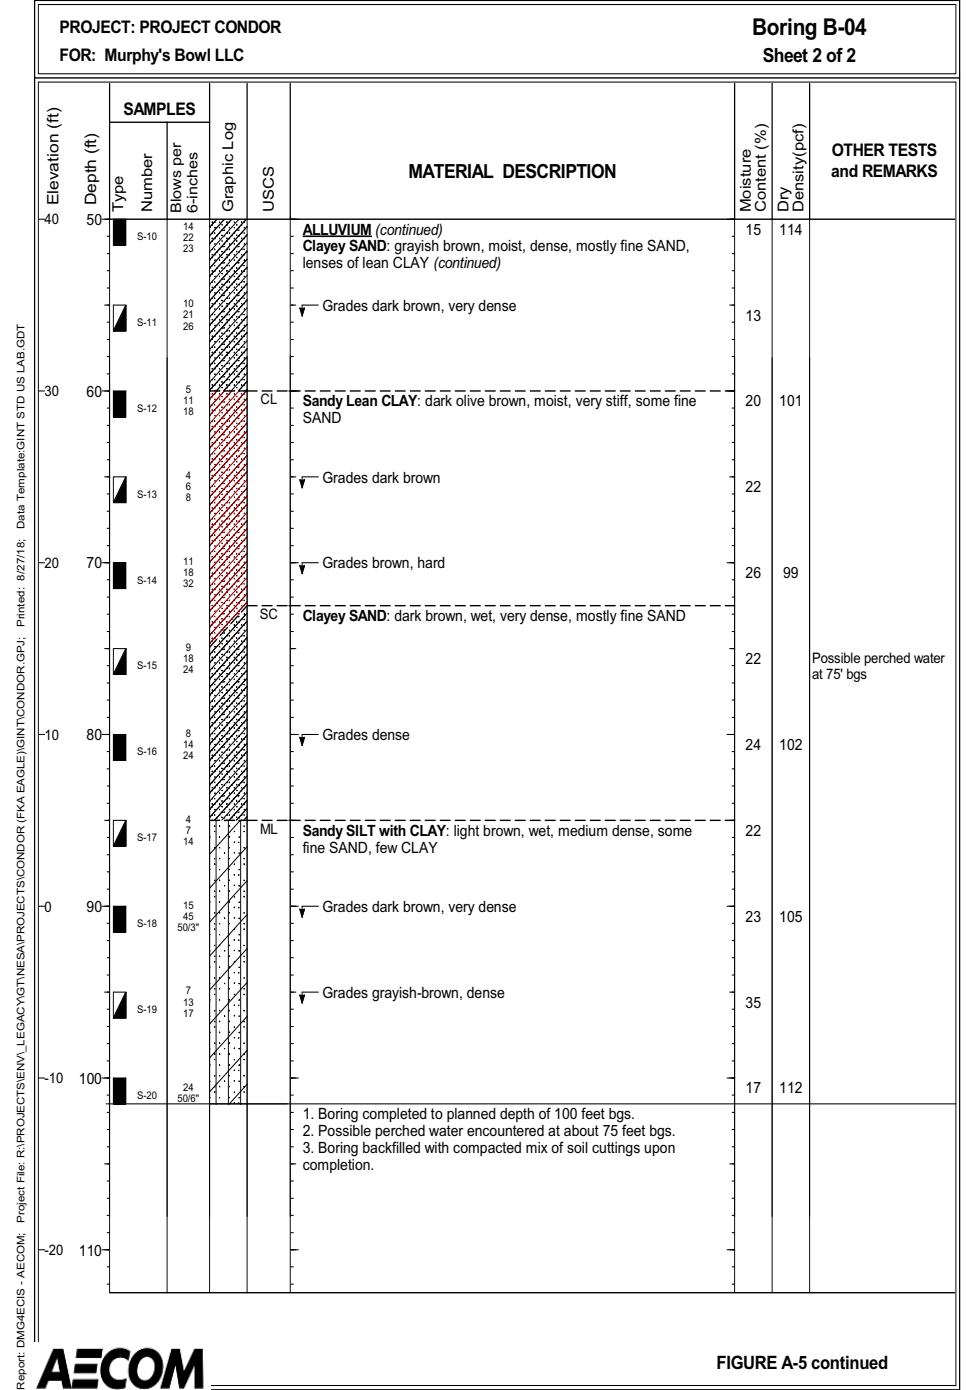 PROJECT: PROJECT CONDOR
FOR: Murphy's Bowl LLC
Boring B-04
Sheet 2 of 2
Elevation (ft)
Depth (ft)
SAMPLES
Type
Number
Blows per
6-inches
Graphic Log
USCS
MATERIAL DESCRIPTION
Moisture
Content (%)
Dry
Density(pcf)
OTHER TESTS
and REMARKS
40 50
S-10
14
22
23
ALLUVIUM (continued)
Clayey SAND: grayish brown, moist, dense, mostly fine SAND,
lenses of lean CLAY (continued)
15 114
S-11
10
21
26
Grades dark brown, very dense
13
30 60
S-12
5
11
18
CL
Sandy Lean CLAY: dark olive brown, moist, very stiff, some fine
SAND
20 101
S-13
4
6
8
Grades dark brown
22
20 70
S-14
11
18
32
Grades brown, hard
26 99
SC
Clayey SAND: dark brown, wet, very dense, mostly fine SAND
S-15
9
18
24
22
Possible perched water
at 75' bgs
10 80
S-16
8
14
24
Grades dense
24 102
S-17
4
7
14
ML
Sandy SILT with CLAY: light brown, wet, medium dense, some
fine SAND, few CLAY
22
0 90
S-18
15
45
50/3"
Grades dark brown, very dense
23 105
S-19
7
13
17
Grades grayish-brown, dense
35
-10 100
S-20
24
50/6"
17 112
1. Boring completed to planned depth of 100 feet bgs.
2. Possible perched water encountered at about 75 feet bgs.
3. Boring backfilled with compacted mix of soil cuttings upon
completion.
-20 110
Report: DMG4ECIS - AECOM; Project File: R:\PROJECTS\ENV\_LEGACY\GT\NESA\PROJECTS\CONDOR (FKA EAGLE)\GINT\CONDOR.GPJ; Printed: 8/27/18; Data Template:GINT STD US LAB.GDT
AECOM
FIGURE A-5 continued